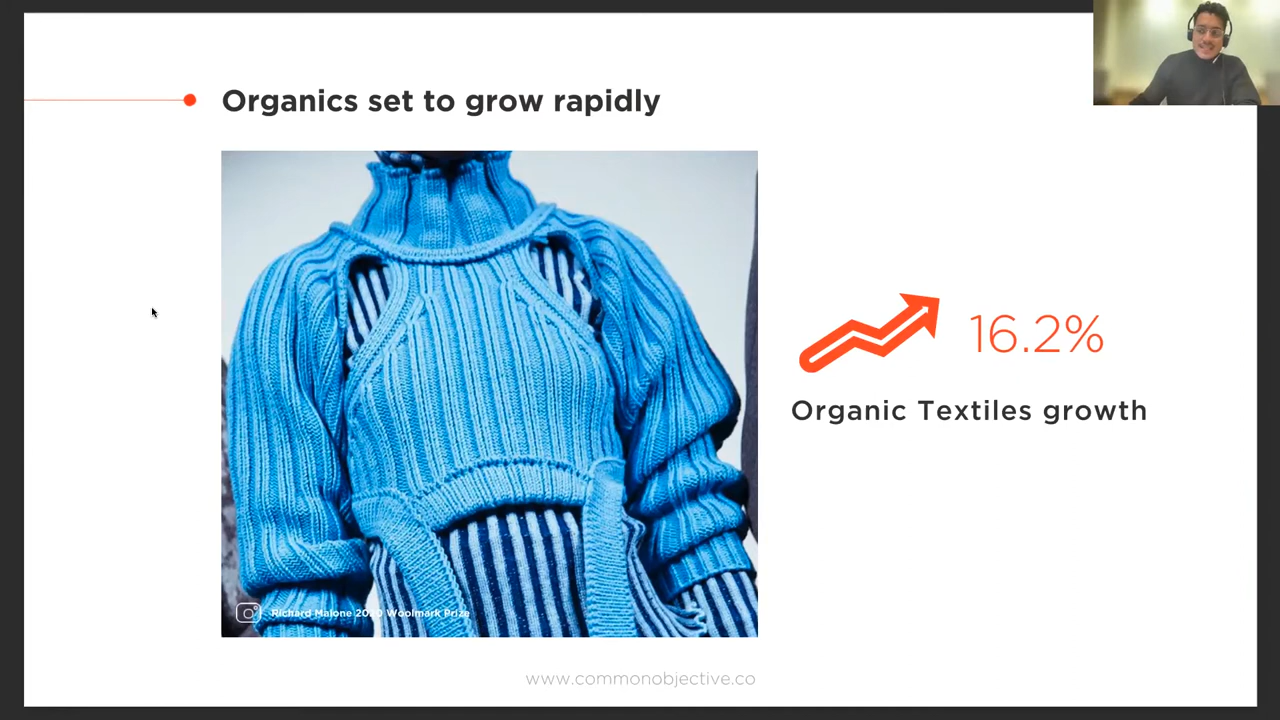 Organics set to grow rapidly
16.2%
Organic Textiles growth
Richard Malone 2020 Woolmark Prize
www.commonobjective.co